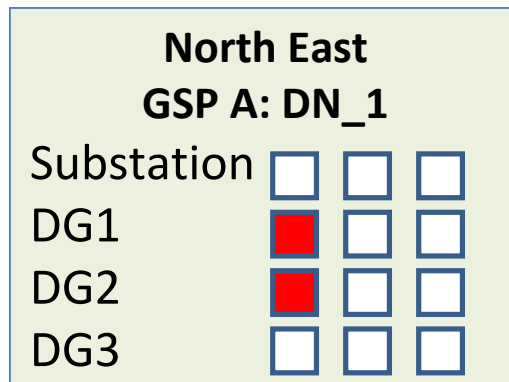 North East
GSP A: DN_1
Substation
DG1
DG2
DG3